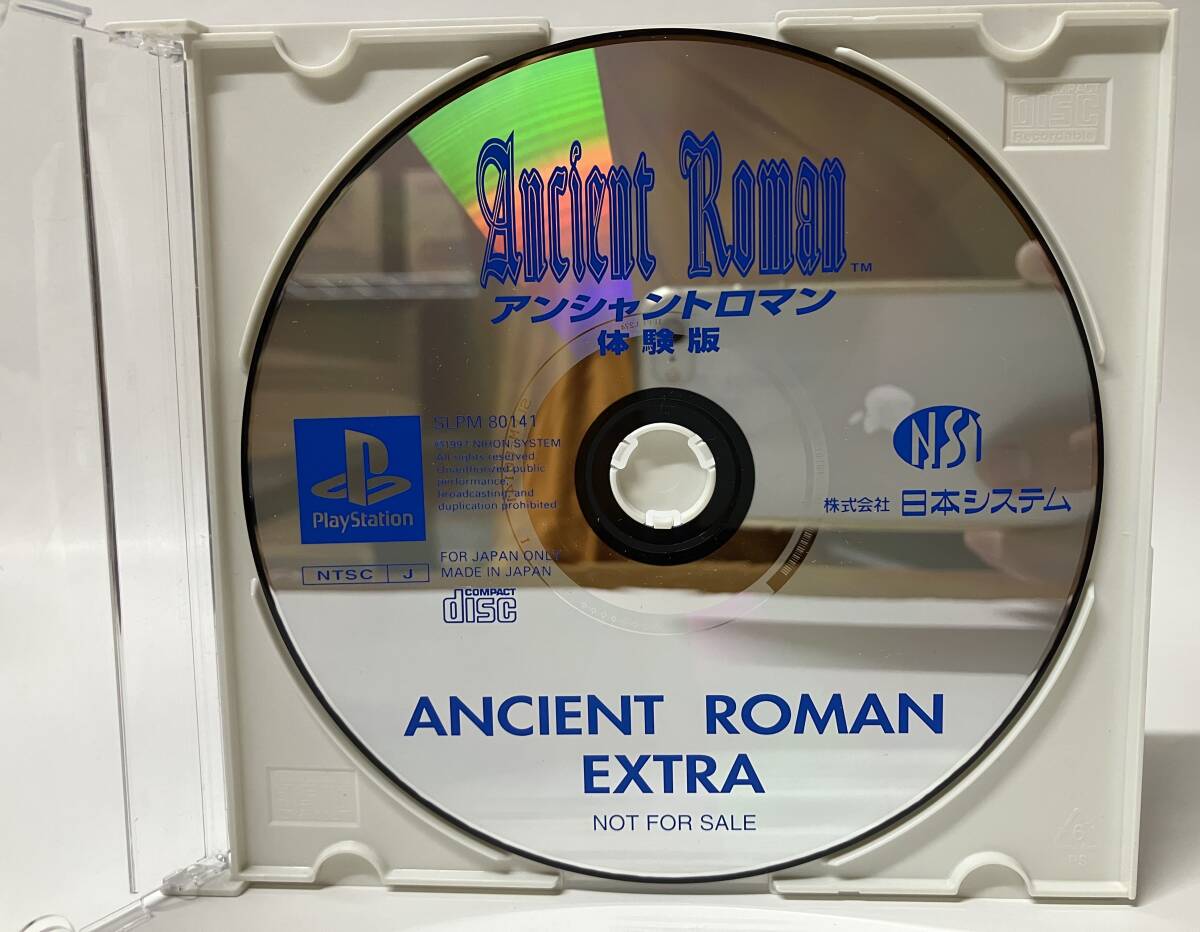 COMPACT
DISC
Recordable
Ancient Roman™
アンシャントロマン
体験版
SLPM 80141
©1997 NIHON SYSTEM
All rights reserved
Unauthorized public
performance,
broadcasting, and
duplication prohibited
PlayStation
NTSC J
FOR JAPAN ONLY
MADE IN JAPAN
COMPACT
disc
NSI
株式会社 日本システム
ANCIENT ROMAN
EXTRA
NOT FOR SALE
6
PS